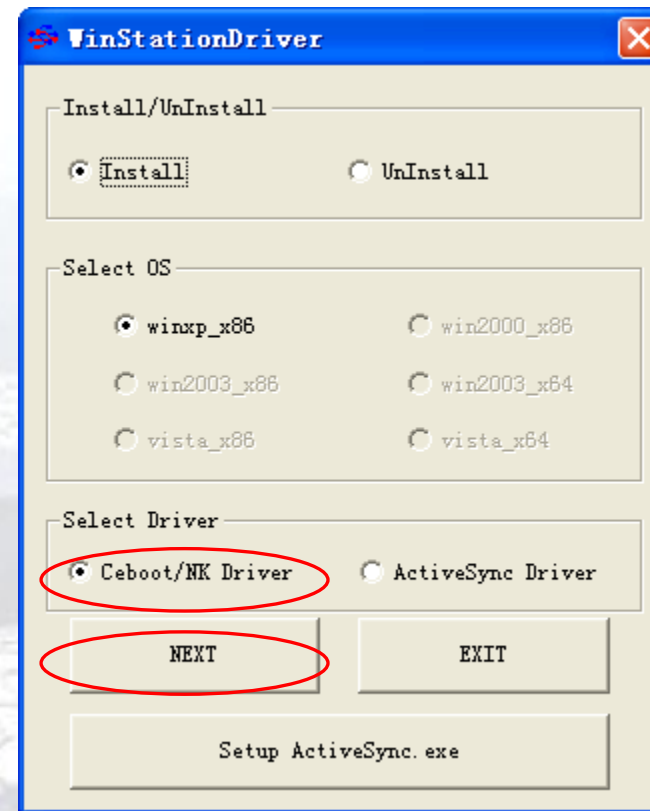 WinStationDriver
Install/UnInstall
Install UnInstall
Select OS
winxp_x86 win2000_x86
win2003_x86 win2003_x64
vista_x86 vista_x64
Select Driver
Ceboot/NK Driver ActiveSync Driver
NEXT EXIT
Setup ActiveSync.exe